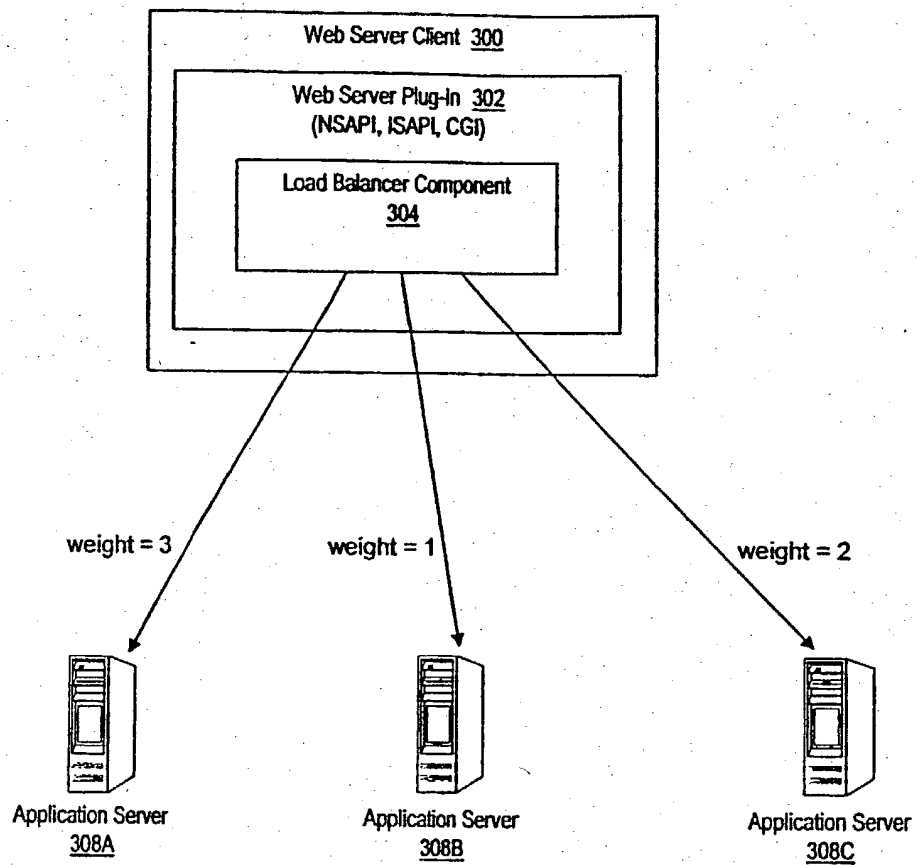 Web Server Client 300
Web Server Plug-In 302
(NSAPI, ISAPI, CGI)
Load Balancer Component
304
weight = 3
weight = 1
weight = 2
Application Server
308A
Application Server
308B
Application Server
308C